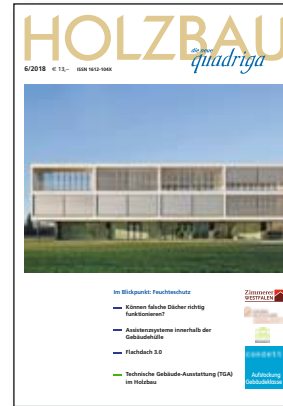 HOLZBAU
die neue
quadriga
6/2018 € 13,– ISSN 1612-104X
Im Blickpunkt: Feuchteschutz
Können falsche Dächer richtig
funktionieren?
Assistenzsysteme innerhalb der
Gebäudehülle
Flachdach 3.0
Technische Gebäude-Ausstattung (TGA)
im Holzbau
Zimmerer
WESTFALEN
Aufstockung
Gebäudeklasse